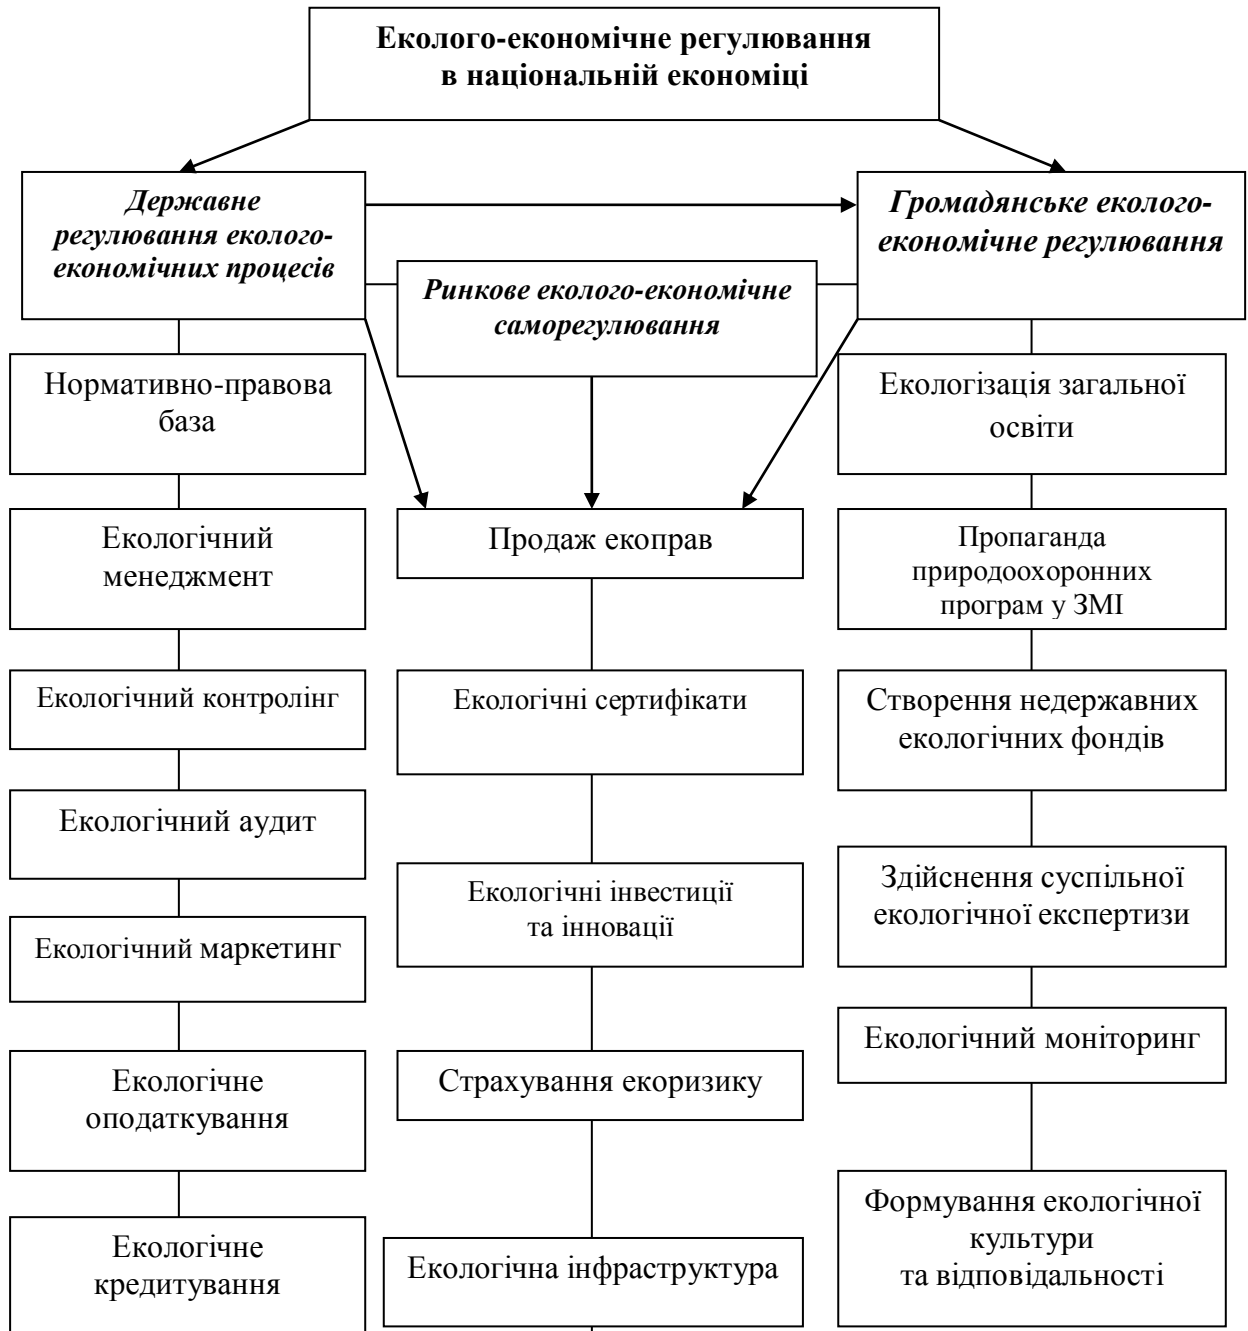 Еколого-економічне регулювання
в національній економіці
Державне
регулювання еколого-
економічних процесів
Громадянське еколого-
економічне регулювання
Ринкове еколого-економічне
саморегулювання
Нормативно-правова
база
Екологічний
менеджмент
Екологічний контролінг
Екологічний аудит
Екологічний маркетинг
Екологічне
оподаткування
Екологічне
кредитування
Продаж екоправ
Екологічні сертифікати
Екологічні інвестиції
та інновації
Страхування екоризику
Екологічна інфраструктура
Екологізація загальної
освіти
Пропаганда
природоохоронних
програм у ЗМІ
Створення недержавних
екологічних фондів
Здійснення суспільної
екологічної експертизи
Екологічний моніторинг
Формування екологічної
культури
та відповідальності